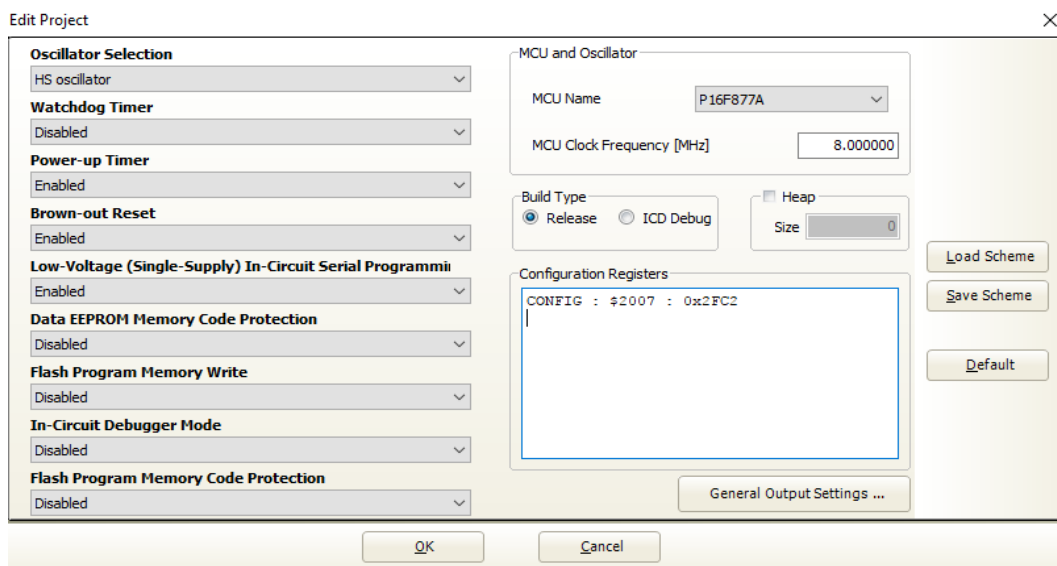 Edit Project
Oscillator Selection
HS oscillator
Watchdog Timer
Disabled
Power-up Timer
Enabled
Brown-out Reset
Enabled
Low-Voltage (Single-Supply) In-Circuit Serial Programmi
Enabled
Data EEPROM Memory Code Protection
Disabled
Flash Program Memory Write
Disabled
In-Circuit Debugger Mode
Disabled
Flash Program Memory Code Protection
Disabled
MCU and Oscillator
MCU Name P16F877A
MCU Clock Frequency [MHz] 8.000000
Build Type
Release ICD Debug
Heap
Size 0
Configuration Registers
CONFIG : $2007 : 0x2FC2
General Output Settings ...
Load Scheme
Save Scheme
Default
OK Cancel